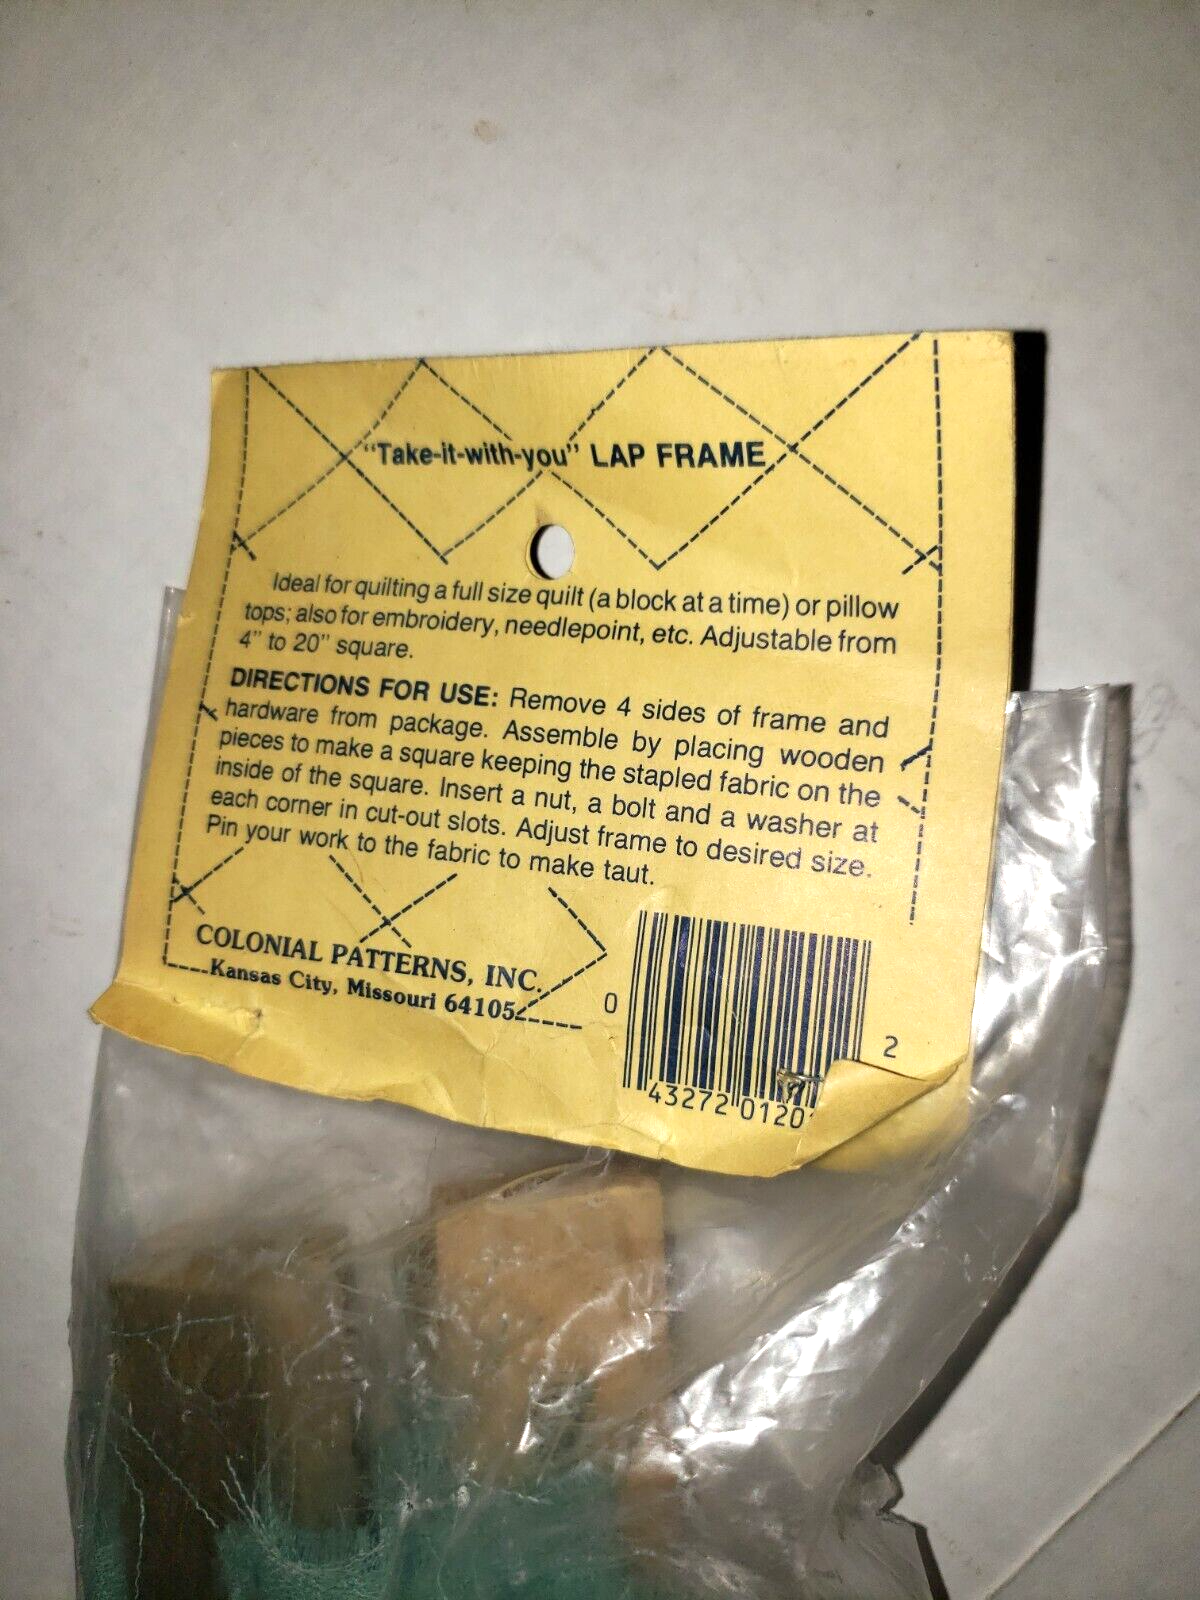 "Take-it-with-you" LAP FRAME
Ideal for quilting a full size quilt (a block at a time) or pillow
tops; also for embroidery, needlepoint, etc. Adjustable from
4" to 20" square.
DIRECTIONS FOR USE: Remove 4 sides of frame and
hardware from package. Assemble by placing wooden
pieces to make a square keeping the stapled fabric on the
inside of the square. Insert a nut, a bolt and a washer at
each corner in cut-out slots. Adjust frame to desired size.
Pin your work to the fabric to make taut.
COLONIAL PATTERNS, INC.
Kansas City, Missouri 64105
0 43272 0120 2